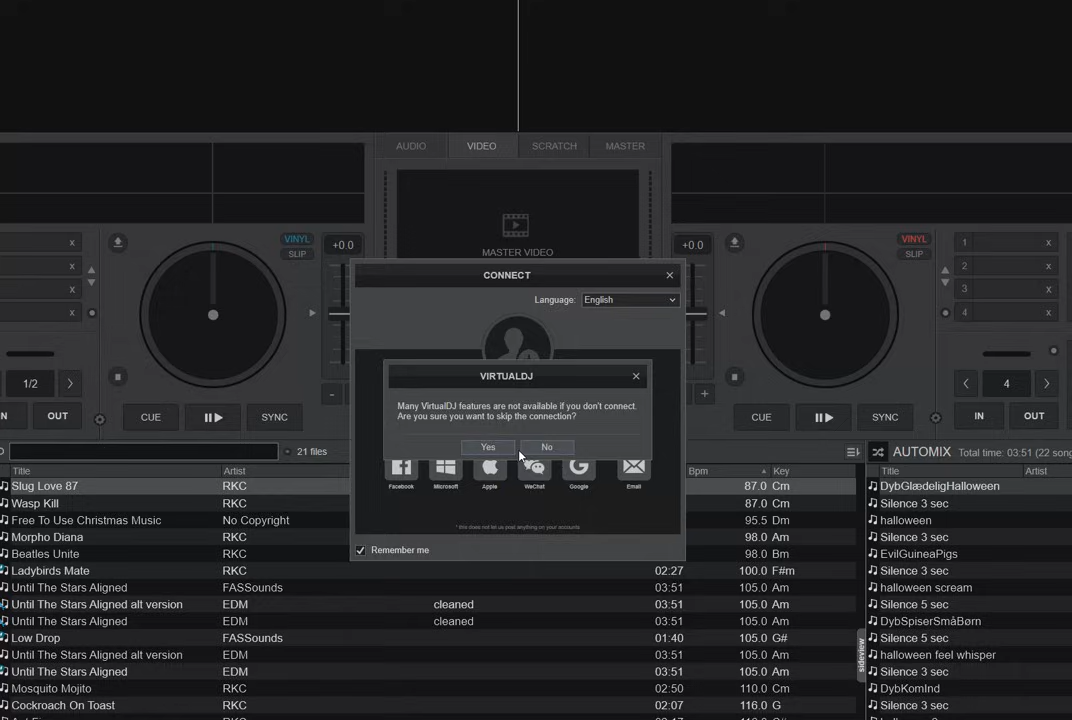 AUDIO VIDEO SCRATCH MASTER
VINYL
SLIP
+0.0
MASTER VIDEO
+0.0
VINYL
SLIP
x
x
x
x
1 x
2 x
3 x
4 x
CONNECT
Language: English
VIRTUALDJ
Many VirtualDJ features are not available if you don't connect.
Are you sure you want to skip the connection?
Yes No
Facebook Microsoft Apple WeChat Google Email
* this does not let us post anything on your accounts
Remember me
1/2
4
IN OUT CUE SYNC
CUE SYNC IN OUT
21 files
AUTOMIX Total time: 03:51 (22 song
Title Artist Bpm Key
Slug Love 87 RKC 87.0 Cm
Wasp Kill RKC 87.0 Cm
Free To Use Christmas Music No Copyright 95.5 Dm
Morpho Diana RKC 98.0 Am
Beatles Unite RKC 98.0 Bm
Ladybirds Mate RKC 02:27 100.0 F#m
Until The Stars Aligned FASSounds 03:51 105.0 Am
Until The Stars Aligned alt version EDM cleaned 03:51 105.0 Am
Until The Stars Aligned EDM cleaned 03:51 105.0 Am
Low Drop FASSounds 01:40 105.0 G#
Until The Stars Aligned alt version EDM 03:51 105.0 Am
Until The Stars Aligned EDM 03:51 105.0 Am
Mosquito Mojito RKC 02:50 110.0 Cm
Cockroach On Toast RKC 02:07 116.0 G
sideview
Title Artist
DybGlædeligHalloween
Silence 3 sec
halloween
Silence 3 sec
EvilGuineaPigs
Silence 3 sec
halloween scream
Silence 5 sec
DybSpiserSmåBørn
Silence 5 sec
halloween feel whisper
Silence 3 sec
DybKomInd
Silence 3 sec